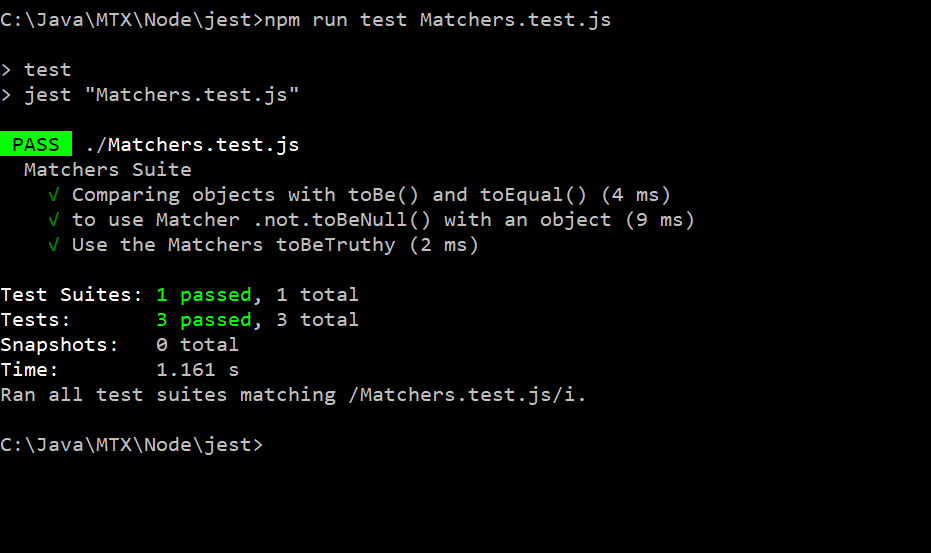 C:\Java\MTX\Node\jest>npm run test Matchers.test.js
> test
> jest "Matchers.test.js"
PASS ./Matchers.test.js
Matchers Suite
√ Comparing objects with toBe() and toEqual() (4 ms)
√ to use Matcher .not.toBeNull() with an object (9 ms)
√ Use the Matchers toBeTruthy (2 ms)
Test Suites: 1 passed, 1 total
Tests: 3 passed, 3 total
Snapshots: 0 total
Time: 1.161 s
Ran all test suites matching /Matchers.test.js/i.
C:\Java\MTX\Node\jest>